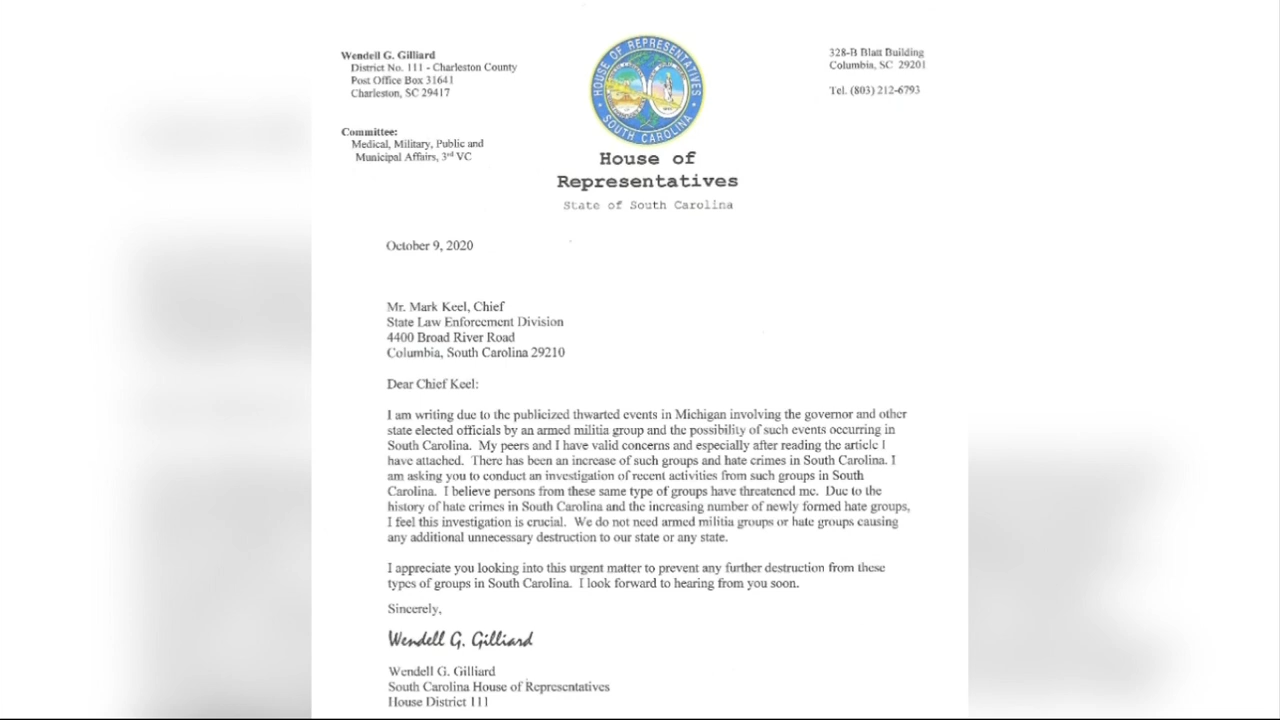 Wendell G. Gilliard
District No. 111 - Charleston County
Post Office Box 31641
Charleston, SC 29417
Committee:
Medical, Military, Public and
Municipal Affairs, 3rd VC
HOUSE OF REPRESENTATIVES
SOUTH CAROLINA
House of
Representatives
State of South Carolina
328-B Blatt Building
Columbia, SC 29201
Tel. (803) 212-6793
October 9, 2020
Mr. Mark Keel, Chief
State Law Enforcement Division
4400 Broad River Road
Columbia, South Carolina 29210
Dear Chief Keel:
I am writing due to the publicized thwarted events in Michigan involving the governor and other
state elected officials by an armed militia group and the possibility of such events occurring in
South Carolina. My peers and I have valid concerns and especially after reading the article I
have attached. There has been an increase of such groups and hate crimes in South Carolina. I
am asking you to conduct an investigation of recent activities from such groups in South
Carolina. I believe persons from these same type of groups have threatened me. Due to the
history of hate crimes in South Carolina and the increasing number of newly formed hate groups,
I feel this investigation is crucial. We do not need armed militia groups or hate groups causing
any additional unnecessary destruction to our state or any state.
I appreciate you looking into this urgent matter to prevent any further destruction from these
types of groups in South Carolina. I look forward to hearing from you soon.
Sincerely,
Wendell G. Gilliard
Wendell G. Gilliard
South Carolina House of Representatives
House District 111